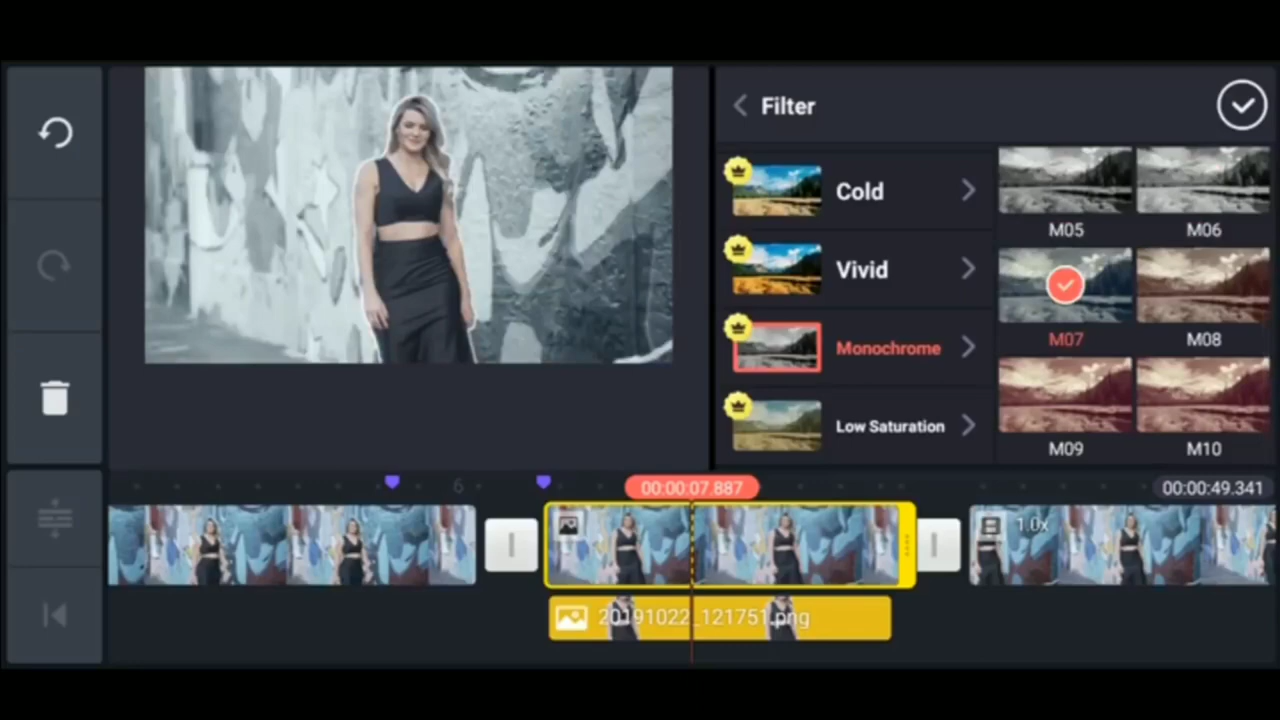 Filter
Cold
Vivid
Monochrome
Low Saturation
M05
M06
M07
M08
M09
M10
6
00:00:07.887
00:00:49.341
1.0x
20191022_121751.png